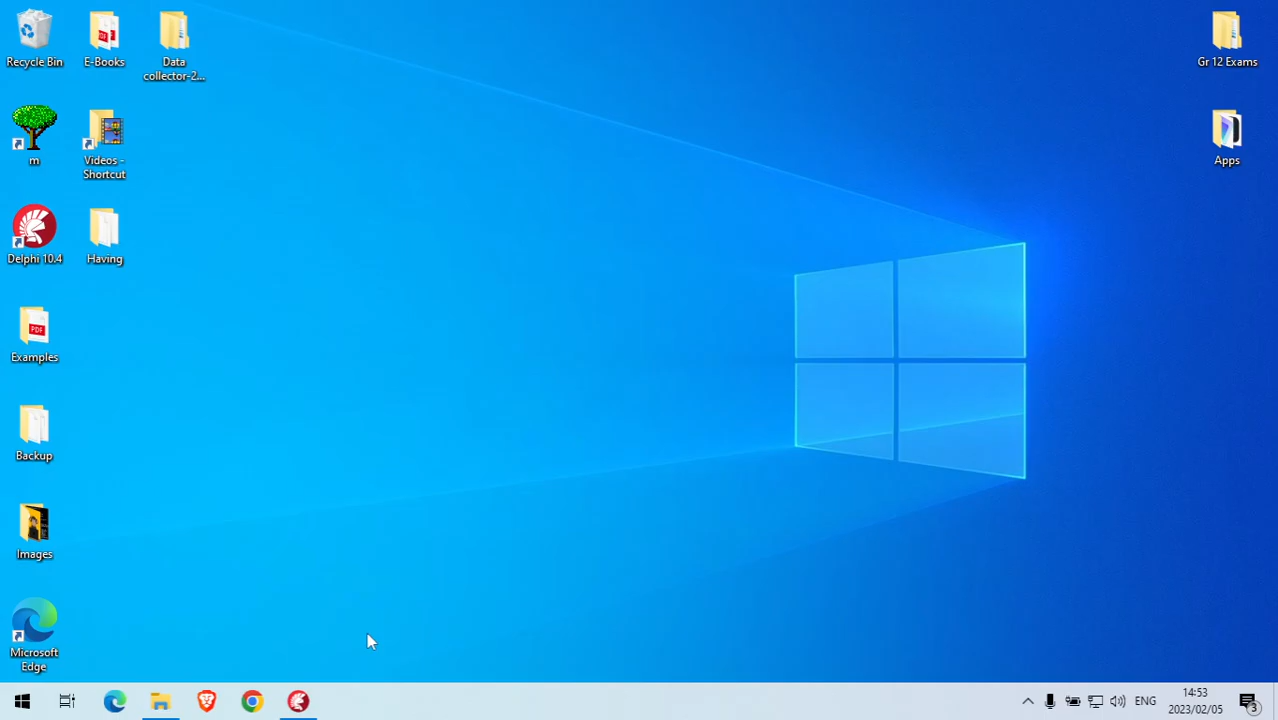 Recycle Bin
E-Books
Data
collector-2...
Gr 12 Exams
m
Videos -
Shortcut
Apps
Delphi 10.4
Having
PDF
Examples
Backup
Images
Microsoft
Edge
ENG
14:53
2023/02/05
3